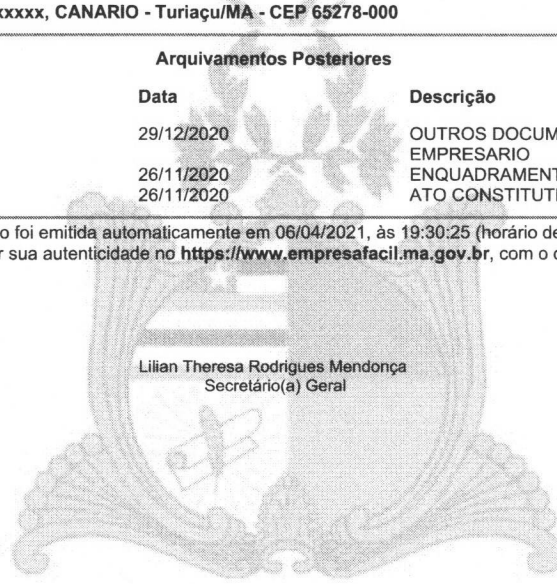 xxxxx, CANARIO - Turiaçu/MA - CEP 65278-000
Arquivamentos Posteriores
Data Descrição
29/12/2020 OUTROS DOCUM
EMPRESARIO
26/11/2020 ENQUADRAMENT
26/11/2020 ATO CONSTITUTI
o foi emitida automaticamente em 06/04/2021, às 19:30:25 (horário de
r sua autenticidade no https://www.empresafacil.ma.gov.br, com o c
Lilian Theresa Rodrigues Mendonça
Secretário(a) Geral